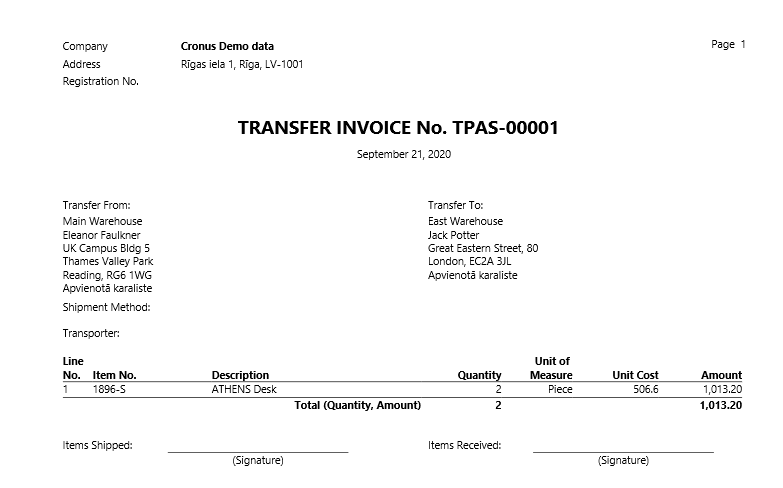 Company Cronus Demo data Page 1
Address Rīgas iela 1, Rīga, LV-1001
Registration No.
TRANSFER INVOICE No. TPAS-00001
September 21, 2020
Transfer From: Transfer To:
Main Warehouse East Warehouse
Eleanor Faulkner Jack Potter
UK Campus Bldg 5 Great Eastern Street, 80
Thames Valley Park London, EC2A 3JL
Reading, RG6 1WG Apvienotā karaliste
Apvienotā karaliste
Shipment Method:
Transporter:
Line Unit of
No. Item No. Description Quantity Measure Unit Cost Amount
1 1896-S ATHENS Desk 2 Piece 506.6 1,013.20
Total (Quantity, Amount) 2 1,013.20
Items Shipped: Items Received:
(Signature) (Signature)